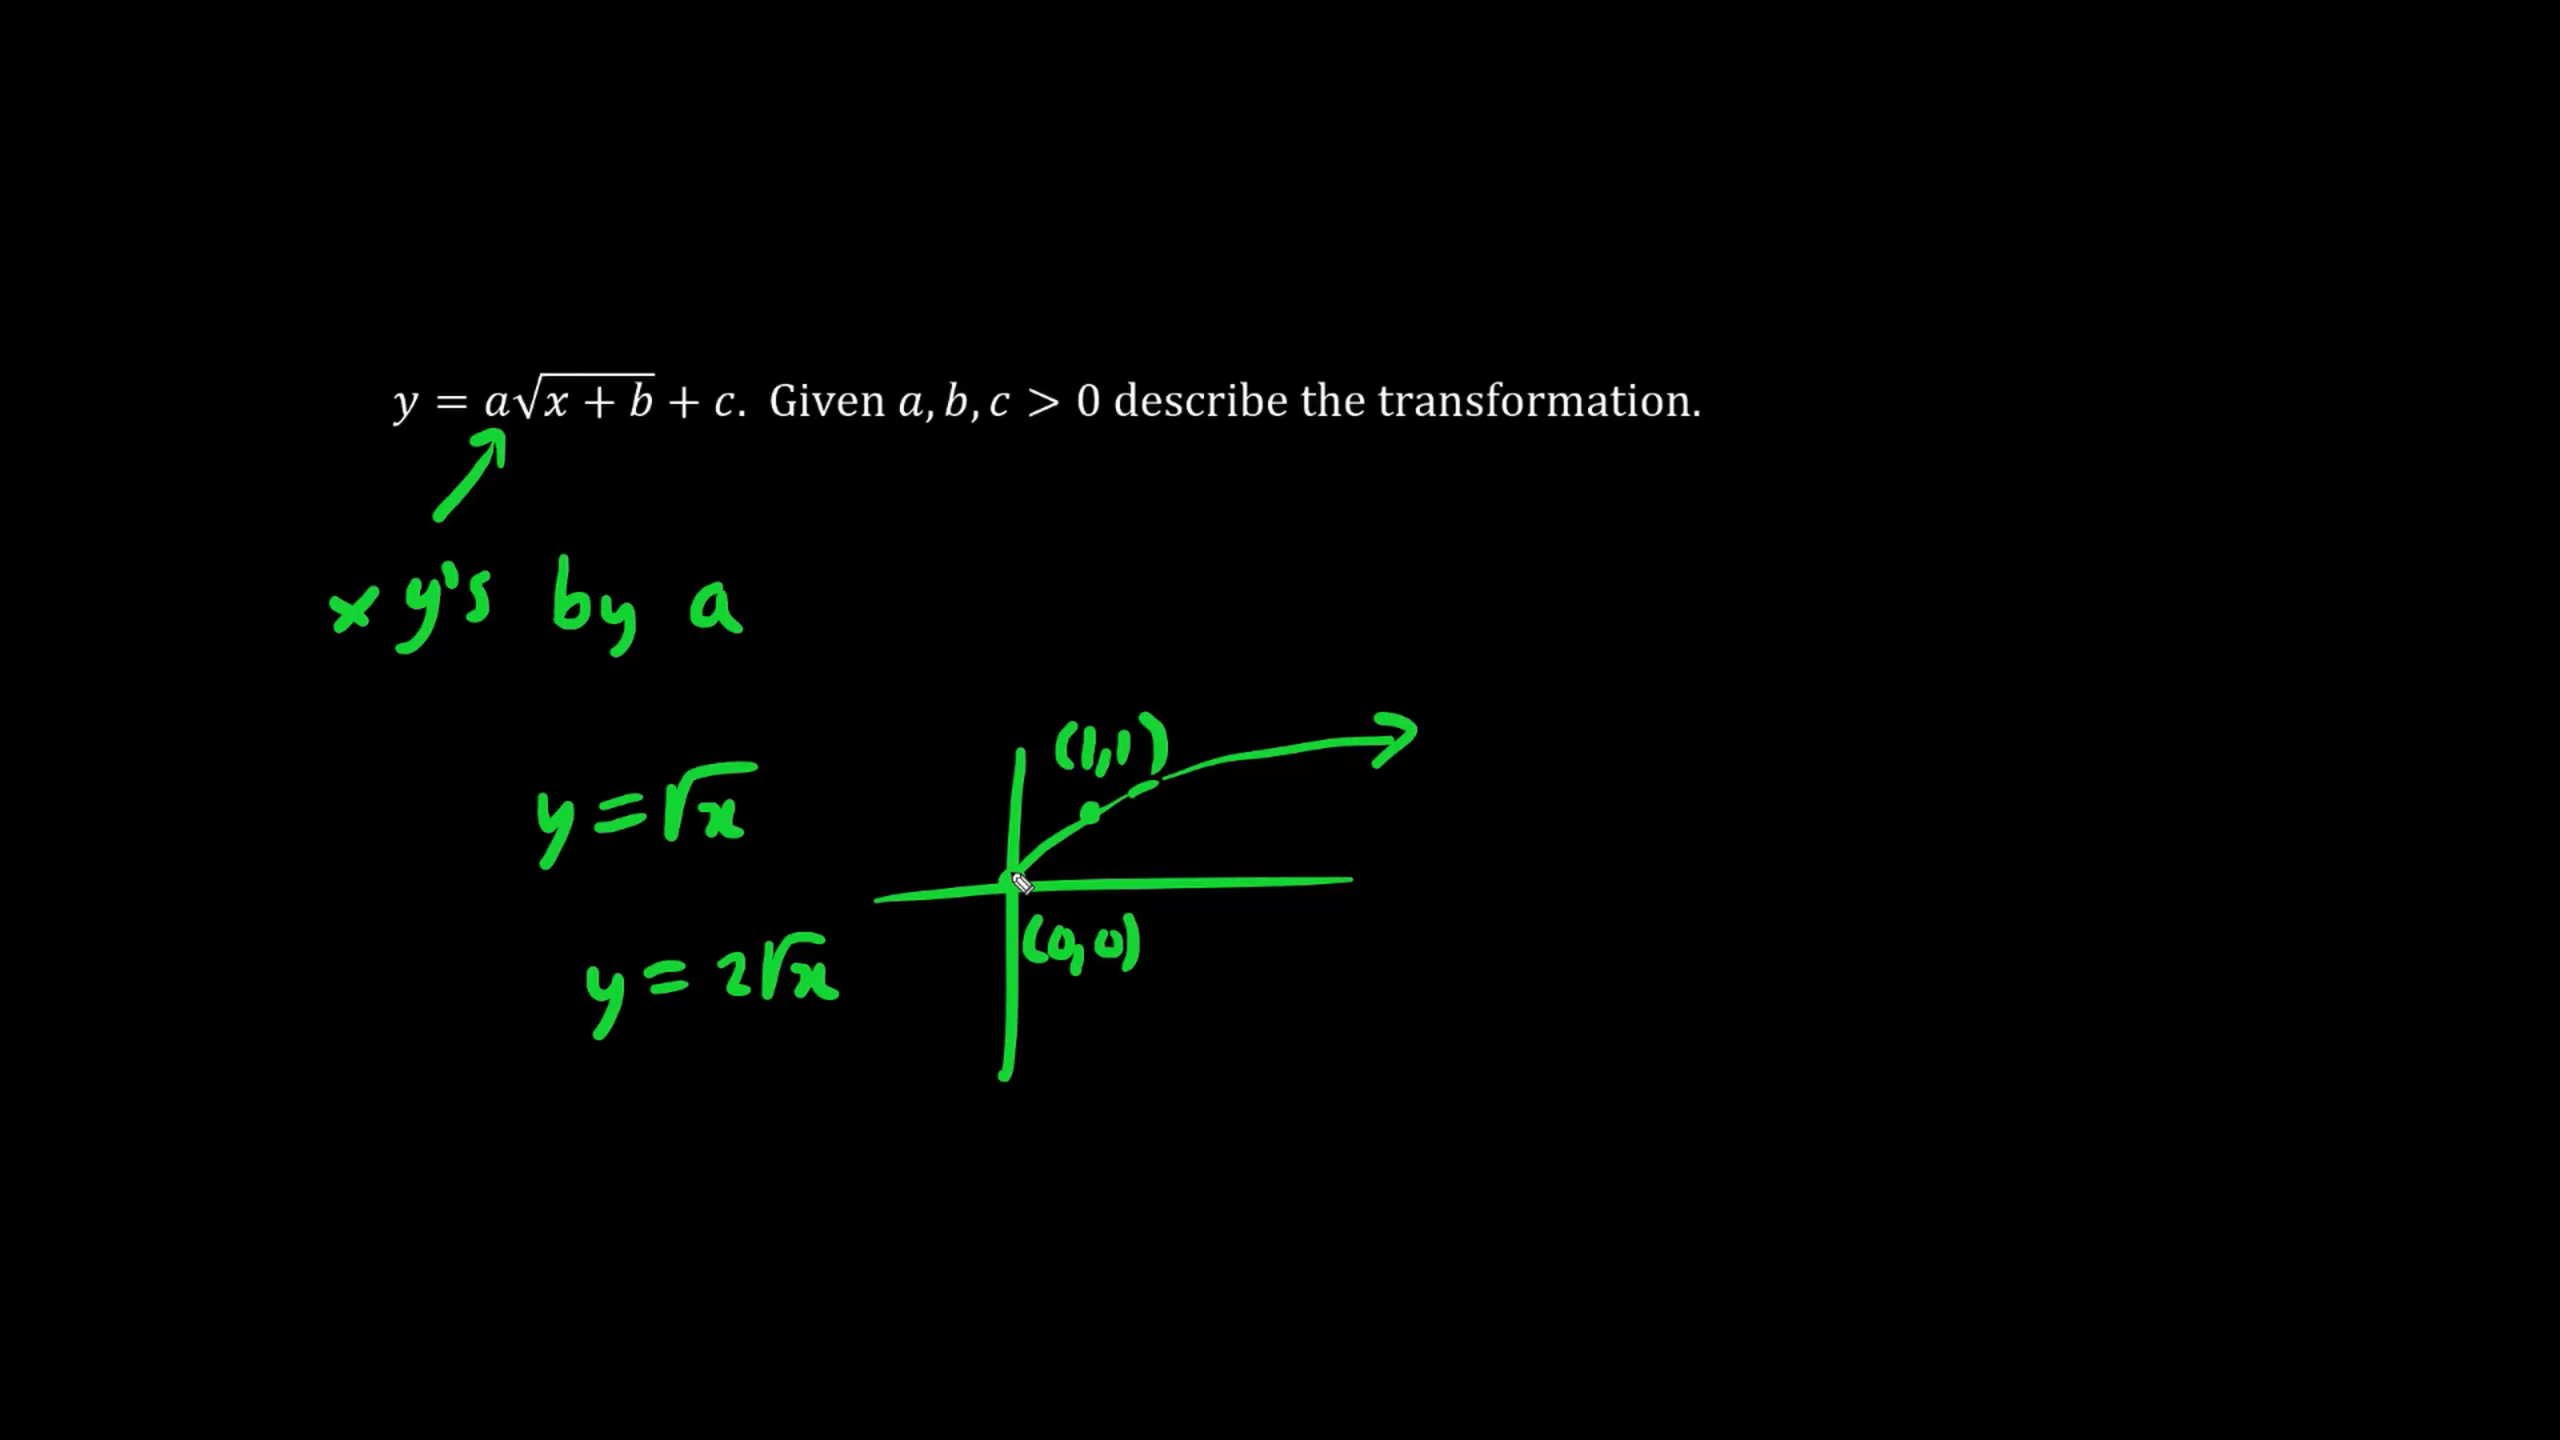 y = a√x + b + c. Given a, b, c > 0 describe the transformation.
x y's by a
(1,1)
y = √x
(0,0)
y = 2√x